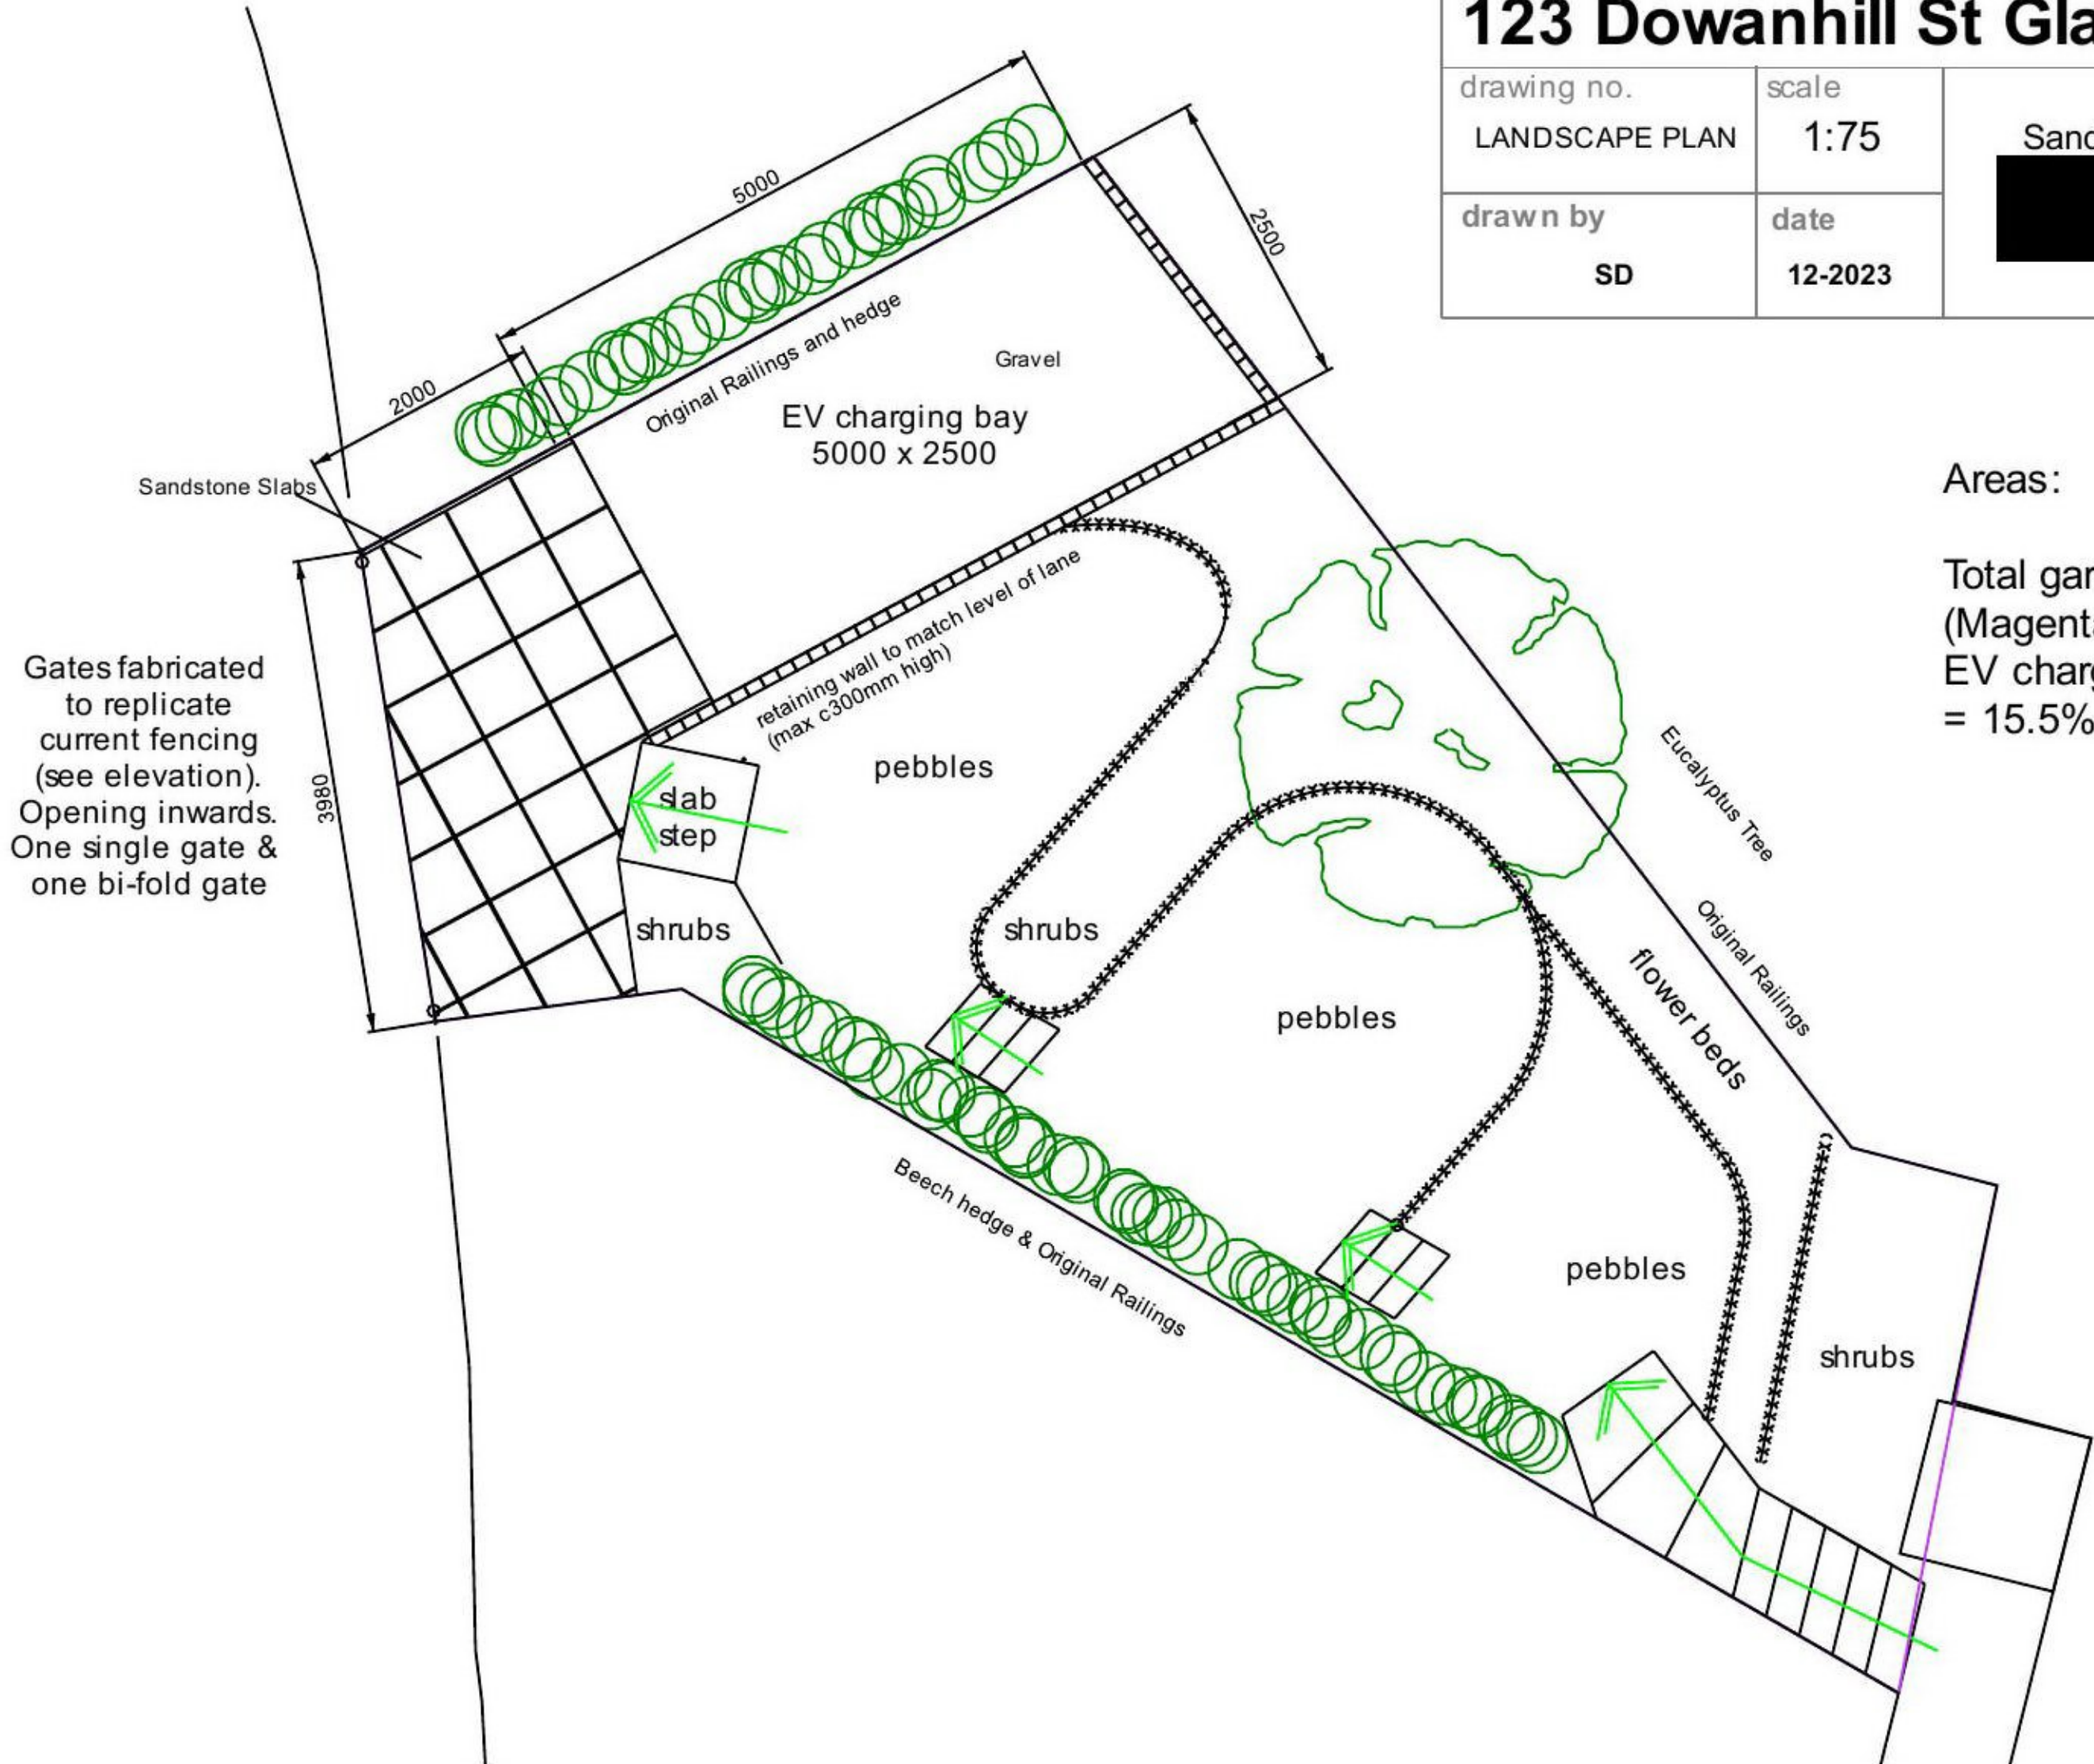 123 Dowanhill St Gla
drawing no.
scale
LANDSCAPE PLAN
1:75
Sand
drawn by
date
SD
12-2023
5000
2500
2000
Original Railings and hedge
Gravel
EV charging bay
5000 x 2500
Sandstone Slabs
Areas:
Total gar
(Magenta
EV charg
= 15.5%
retaining wall to match level of lane
(max c300mm high)
Gates fabricated
to replicate
current fencing
(see elevation).
Opening inwards.
One single gate &
one bi-fold gate
3980
slab
step
pebbles
Eucalyptus Tree
shrubs
shrubs
Original Railings
flower beds
pebbles
Beech hedge & Original Railings
pebbles
shrubs